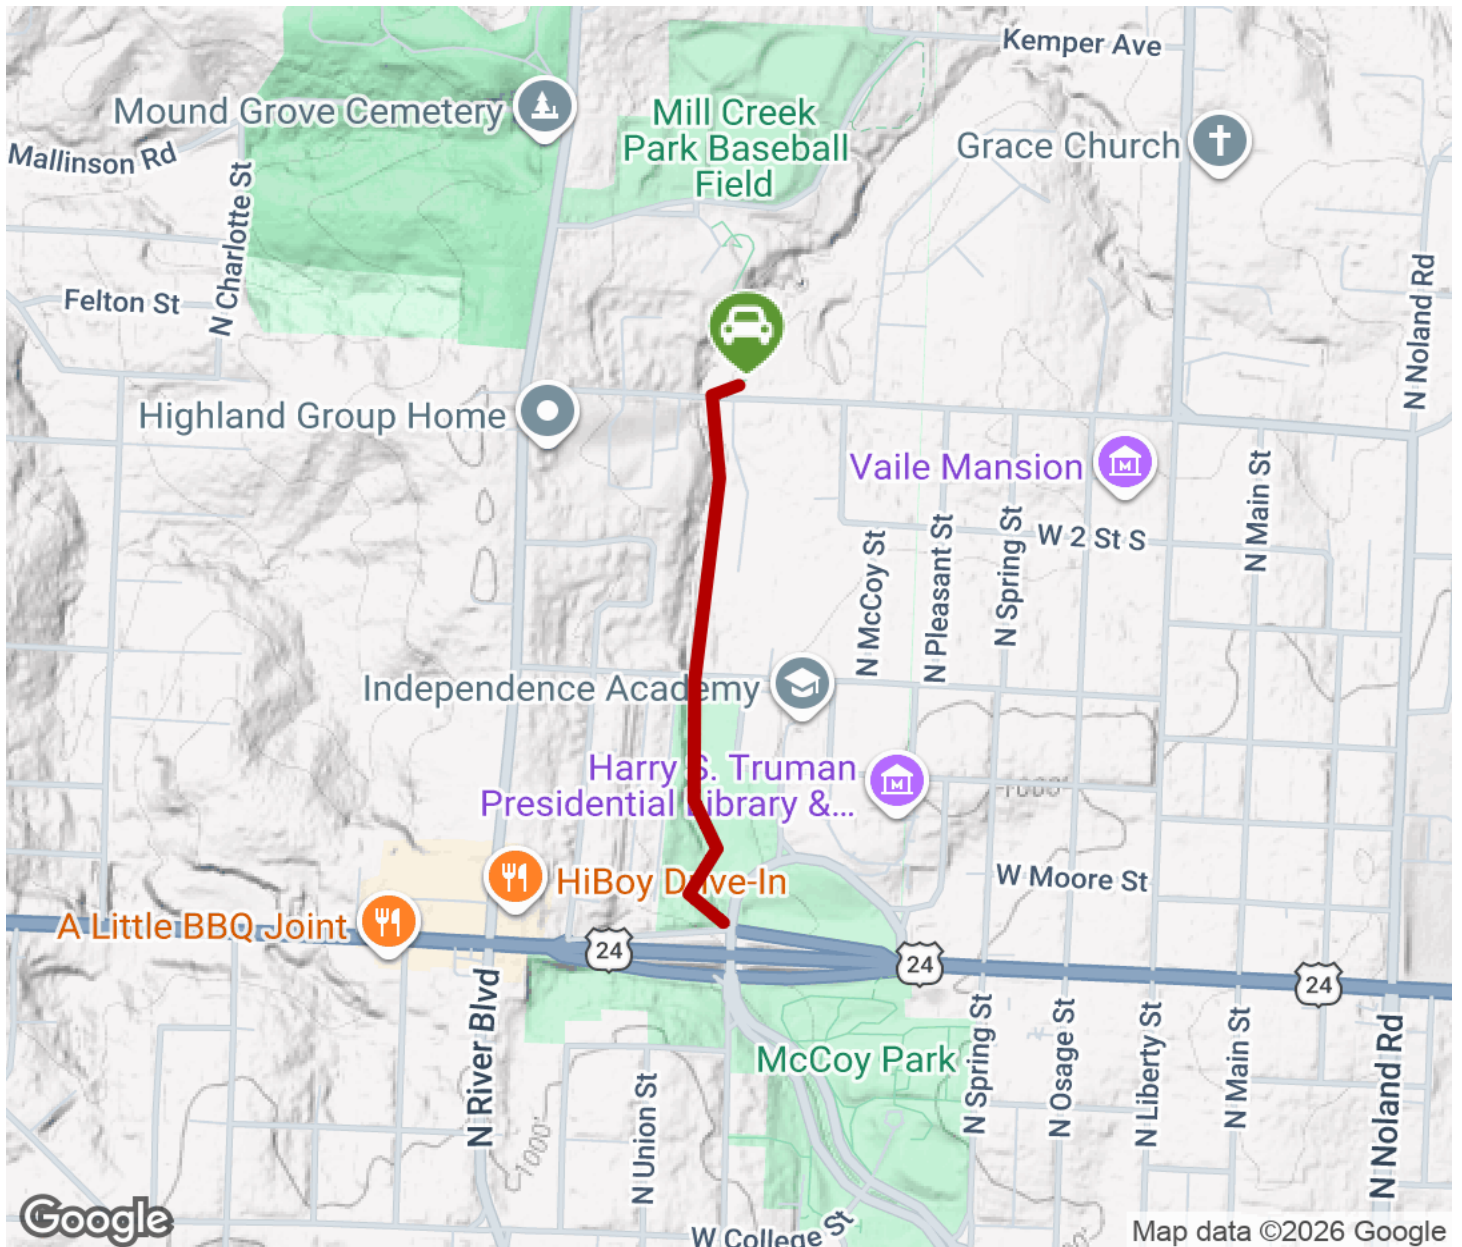 Kemper Ave
Mound Grove Cemetery
Mill Creek
Park Baseball
Field
Grace Church
Mallinson Rd
N Charlotte St
Felton St
N Noland Rd
Highland Group Home
Vaile Mansion
N Main St
W 2 St S
N McCoy St
N Pleasant St
N Spring St
Independence Academy
Harry S. Truman
Presidential Library &...
1000'
HiBoy Drive-In
W Moore St
A Little BBQ Joint
24
24
24
N River Blvd
McCoy Park
N Spring St
N Osage St
N Liberty St
N Main St
N Noland Rd
N Union St
1000'
W College St
Google
Map data ©2026 Google